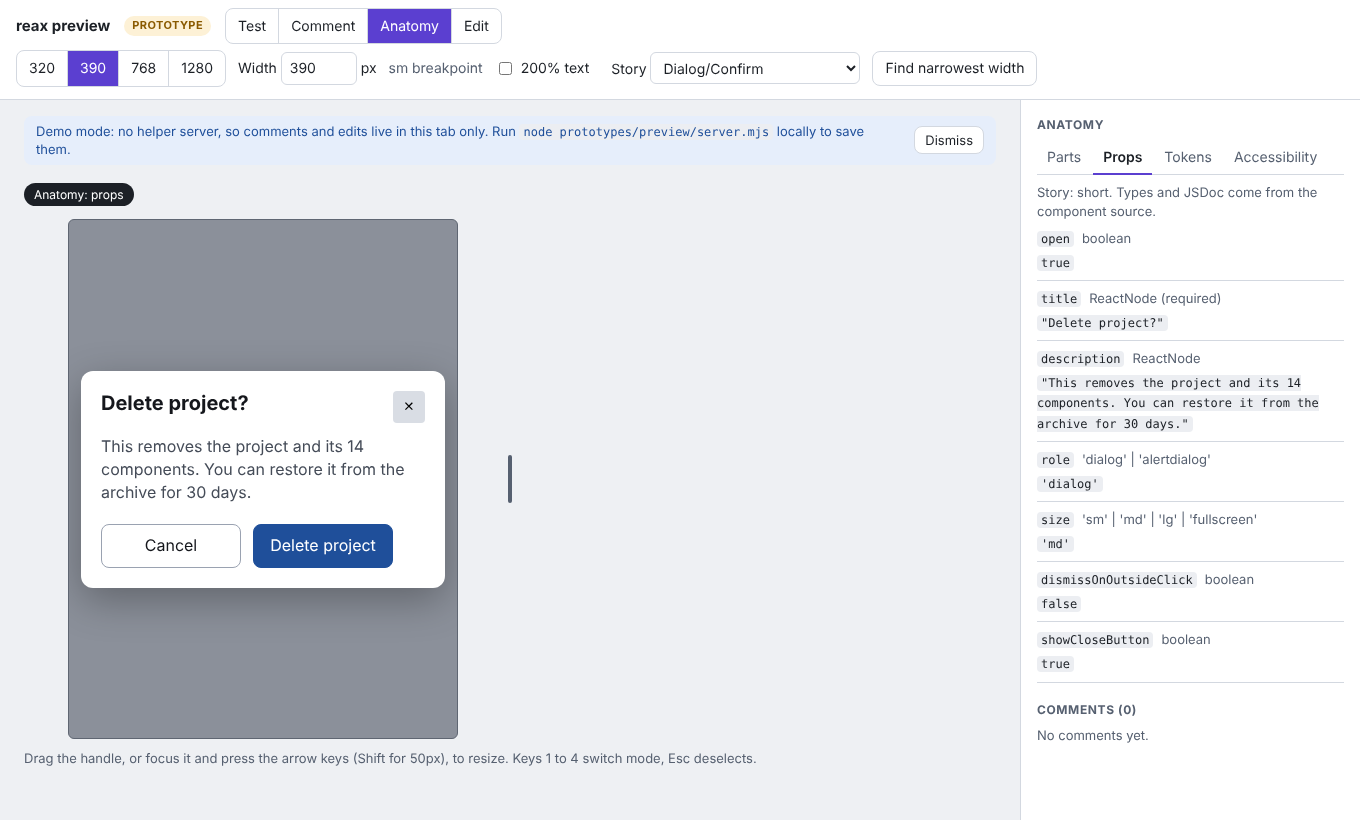 reax preview PROTOTYPE Test Comment Anatomy Edit
320 390 768 1280 Width 390 px sm breakpoint 200% text Story Dialog/Confirm Find narrowest width
Demo mode: no helper server, so comments and edits live in this tab only. Run node prototypes/preview/server.mjs locally to save
them.
Dismiss
Anatomy: props
Delete project?
×
This removes the project and its 14
components. You can restore it from the
archive for 30 days.
Cancel Delete project
Drag the handle, or focus it and press the arrow keys (Shift for 50px), to resize. Keys 1 to 4 switch mode, Esc deselects.
ANATOMY
Parts Props Tokens Accessibility
Story: short. Types and JSDoc come from the
component source.
open boolean
true
title ReactNode (required)
"Delete project?"
description ReactNode
"This removes the project and its 14
components. You can restore it from the
archive for 30 days."
role 'dialog' | 'alertdialog'
'dialog'
size 'sm' | 'md' | 'lg' | 'fullscreen'
'md'
dismissOnOutsideClick boolean
false
showCloseButton boolean
true
COMMENTS (0)
No comments yet.